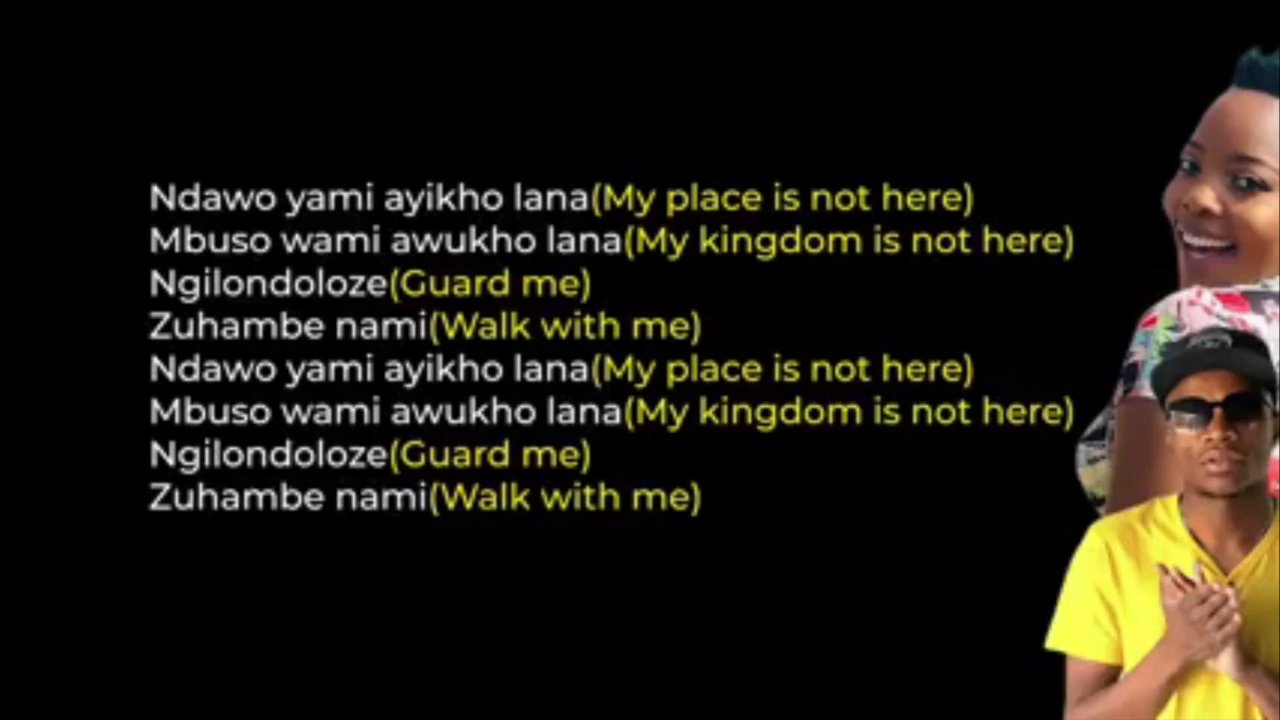 Ndawo yami ayikho lana(My place is not here)
Mbuso wami awukho lana(My kingdom is not here)
Ngilondoloze(Guard me)
Zuhambe nami(Walk with me)
Ndawo yami ayikho lana(My place is not here)
Mbuso wami awukho lana(My kingdom is not here)
Ngilondoloze(Guard me)
Zuhambe nami(Walk with me)